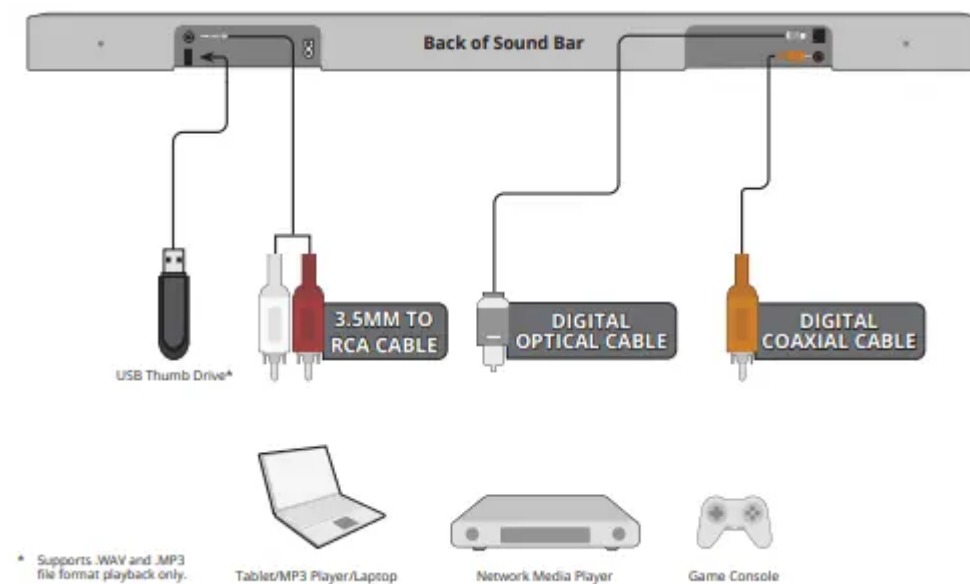 Back of Sound Bar
3.5MM TO
RCA CABLE
DIGITAL
OPTICAL CABLE
DIGITAL
COAXIAL CABLE
USB Thumb Drive*
* Supports .WAV and .MP3
file format playback only.
Tablet/MP3 Player/Laptop
Network Media Player
Game Console